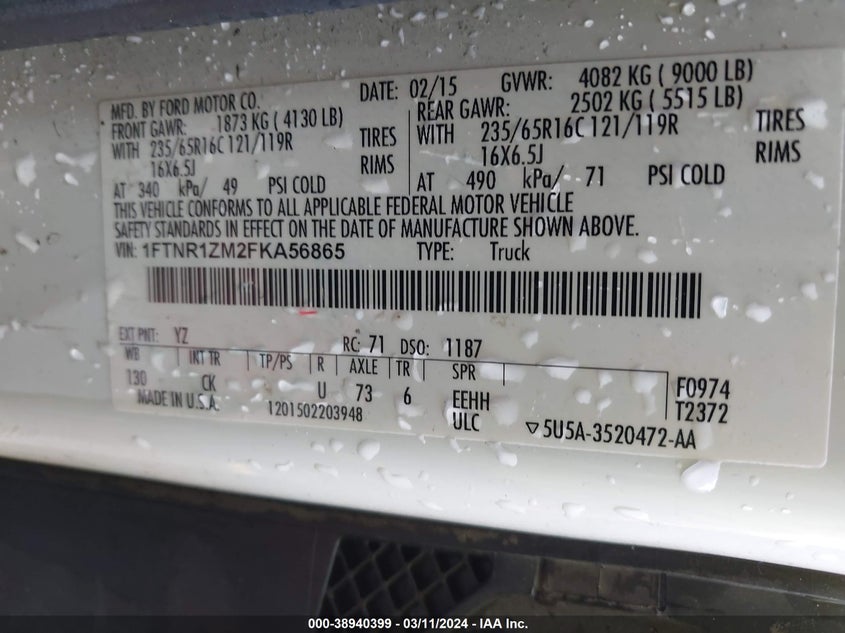 MFD. BY FORD MOTOR CO.
DATE: 02/15 GVWR: 4082 KG ( 9000 LB)
FRONT GAWR: 1873 KG ( 4130 LB)
REAR GAWR: 2502 KG ( 5515 LB)
WITH 235/65R16C 121/119R TIRES
WITH 235/65R16C 121/119R TIRES
16X6.5J RIMS
16X6.5J RIMS
AT 340 kPa/ 49 PSI COLD
AT 490 kPa/ 71 PSI COLD
THIS VEHICLE CONFORMS TO ALL APPLICABLE FEDERAL MOTOR VEHICLE
SAFETY STANDARDS IN EFFECT ON THE DATE OF MANUFACTURE SHOWN ABOVE.
VIN: 1FTNR1ZM2FKA56865 TYPE: Truck
EXT PNT: YZ RC: 71 DSO: 1187
WB INT TR TP/PS R AXLE TR SPR
130 CK U 73 6 EEHH
ULC
F0974
T2372
MADE IN U.S.A. 1201502203948
▽5U5A-3520472-AA
000-38940399 - 03/11/2024 - IAA Inc.